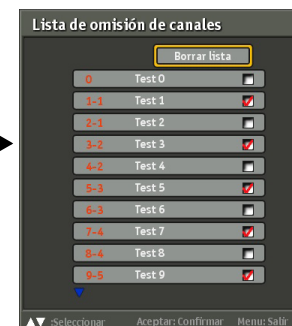 Lista de omisión de canales
Borrar lista
0 Test 0
1-1 Test 1
2-1 Test 2
3-2 Test 3
4-2 Test 4
5-3 Test 5
6-3 Test 6
7-4 Test 7
8-4 Test 8
9-5 Test 9
:Seleccionar Aceptar: Confirmar Menu: Salir